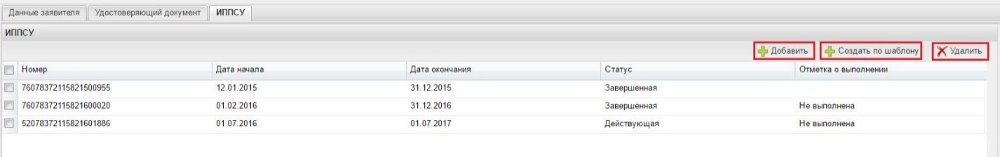 Данные заявителя Удостоверяющий документ ИППСУ
ИППСУ
Добавить Создать по шаблону Удалить
Номер Дата начала Дата окончания Статус Отметка о выполнении
76078372115821500955 12.01.2015 31.12.2015 Завершенная
76078372115821600020 01.02.2016 31.12.2016 Завершенная Не выполнена
52078372115821601886 01.07.2016 01.07.2017 Действующая Не выполнена